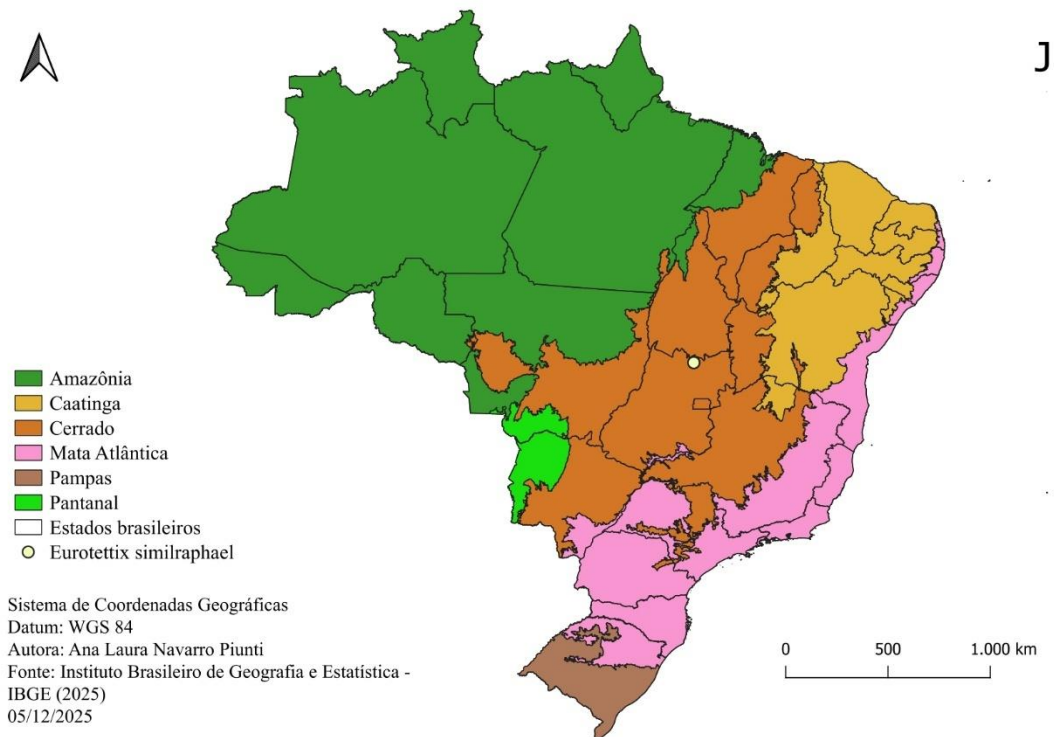 J
Amazônia
Caatinga
Cerrado
Mata Atlântica
Pampas
Pantanal
Estados brasileiros
Eurotettix similraphael
Sistema de Coordenadas Geográficas
Datum: WGS 84
Autora: Ana Laura Navarro Piunti
Fonte: Instituto Brasileiro de Geografia e Estatística -
IBGE (2025)
05/12/2025
0 500 1.000 km